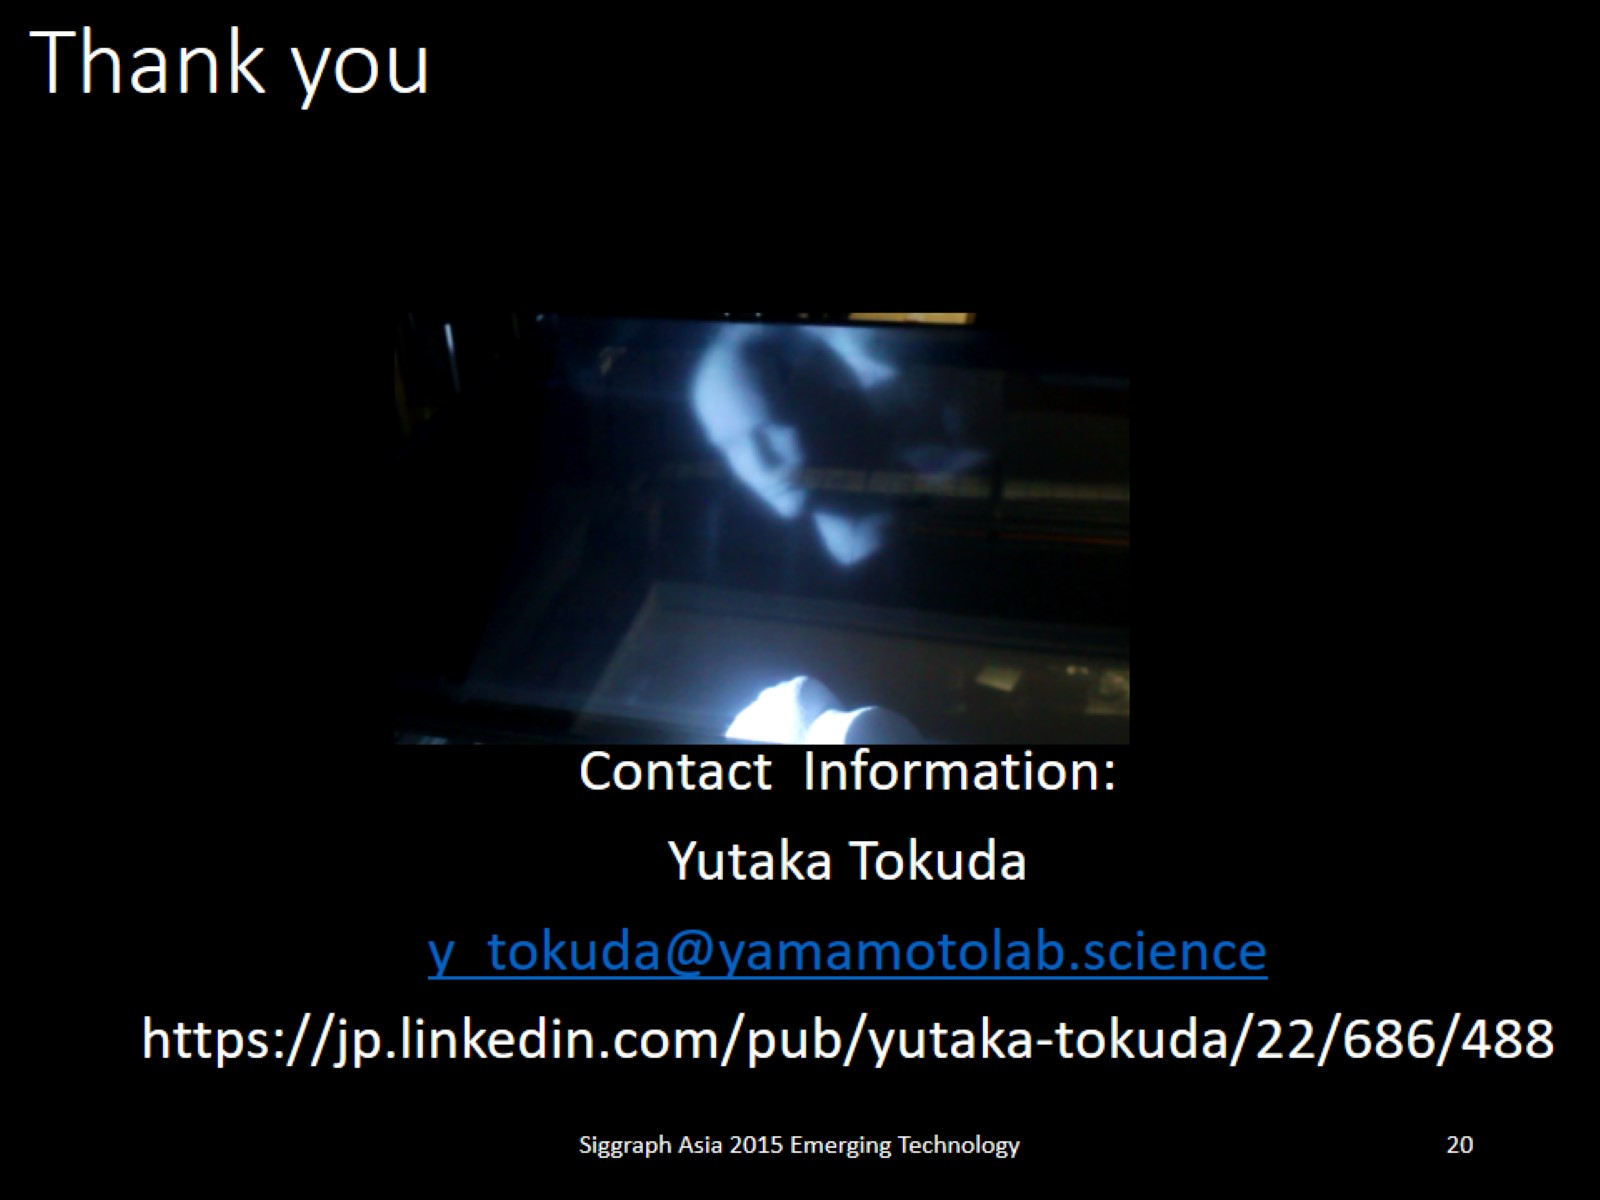 Thank you
Contact Information:
Yutaka Tokuda
y_tokuda@yamamotolab.science
https://jp.linkedin.com/pub/yutaka-tokuda/22/686/488
Siggraph Asia 2015 Emerging Technology
20